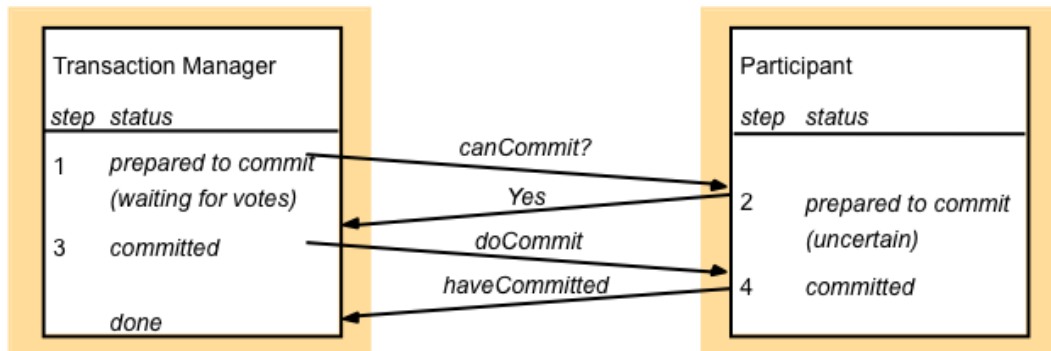 Transaction Manager
step status
1 prepared to commit
(waiting for votes)
3 committed
done
canCommit?
Yes
doCommit
haveCommitted
Participant
step status
2 prepared to commit
(uncertain)
4 committed